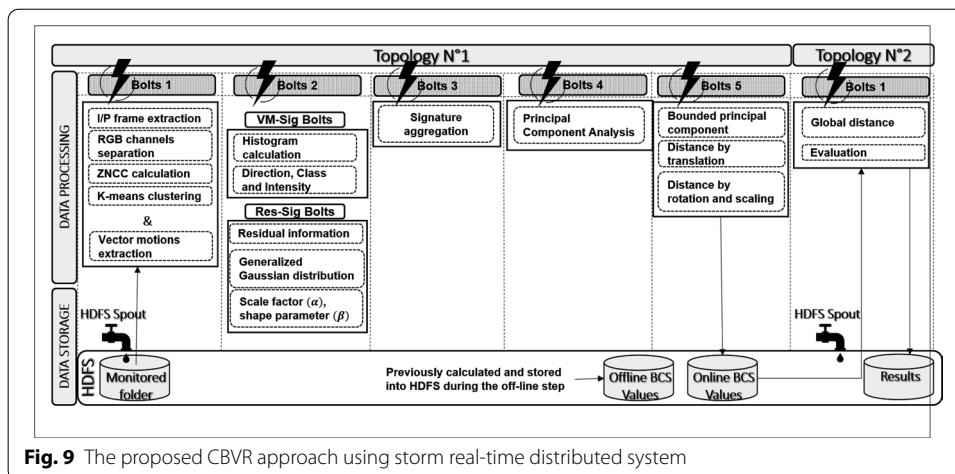 Topology N°1
Topology N°2
DATA PROCESSING
Bolts 1
I/P frame extraction
RGB channels
separation
ZNCC calculation
K-means clustering
&
Vector motions
extraction
Bolts 2
VM-Sig Bolts
Histogram
calculation
Direction, Class
and Intensity
Res-Sig Bolts
Residual information
Generalized
Gaussian distribution
Scale factor (α),
shape parameter (β)
Bolts 3
Signature
aggregation
Bolts 4
Principal
Component Analysis
Bolts 5
Bounded principal
component
Distance by
translation
Distance by
rotation and scaling
Bolts 1
Global distance
Evaluation
DATA STORAGE
HDFS Spout
HDFS Spout
HDFS
Monitored
folder
Previously calculated and stored
into HDFS during the off-line step
Offline BCS
Values
Online BCS
Values
Results
Fig. 9 The proposed CBVR approach using storm real-time distributed system